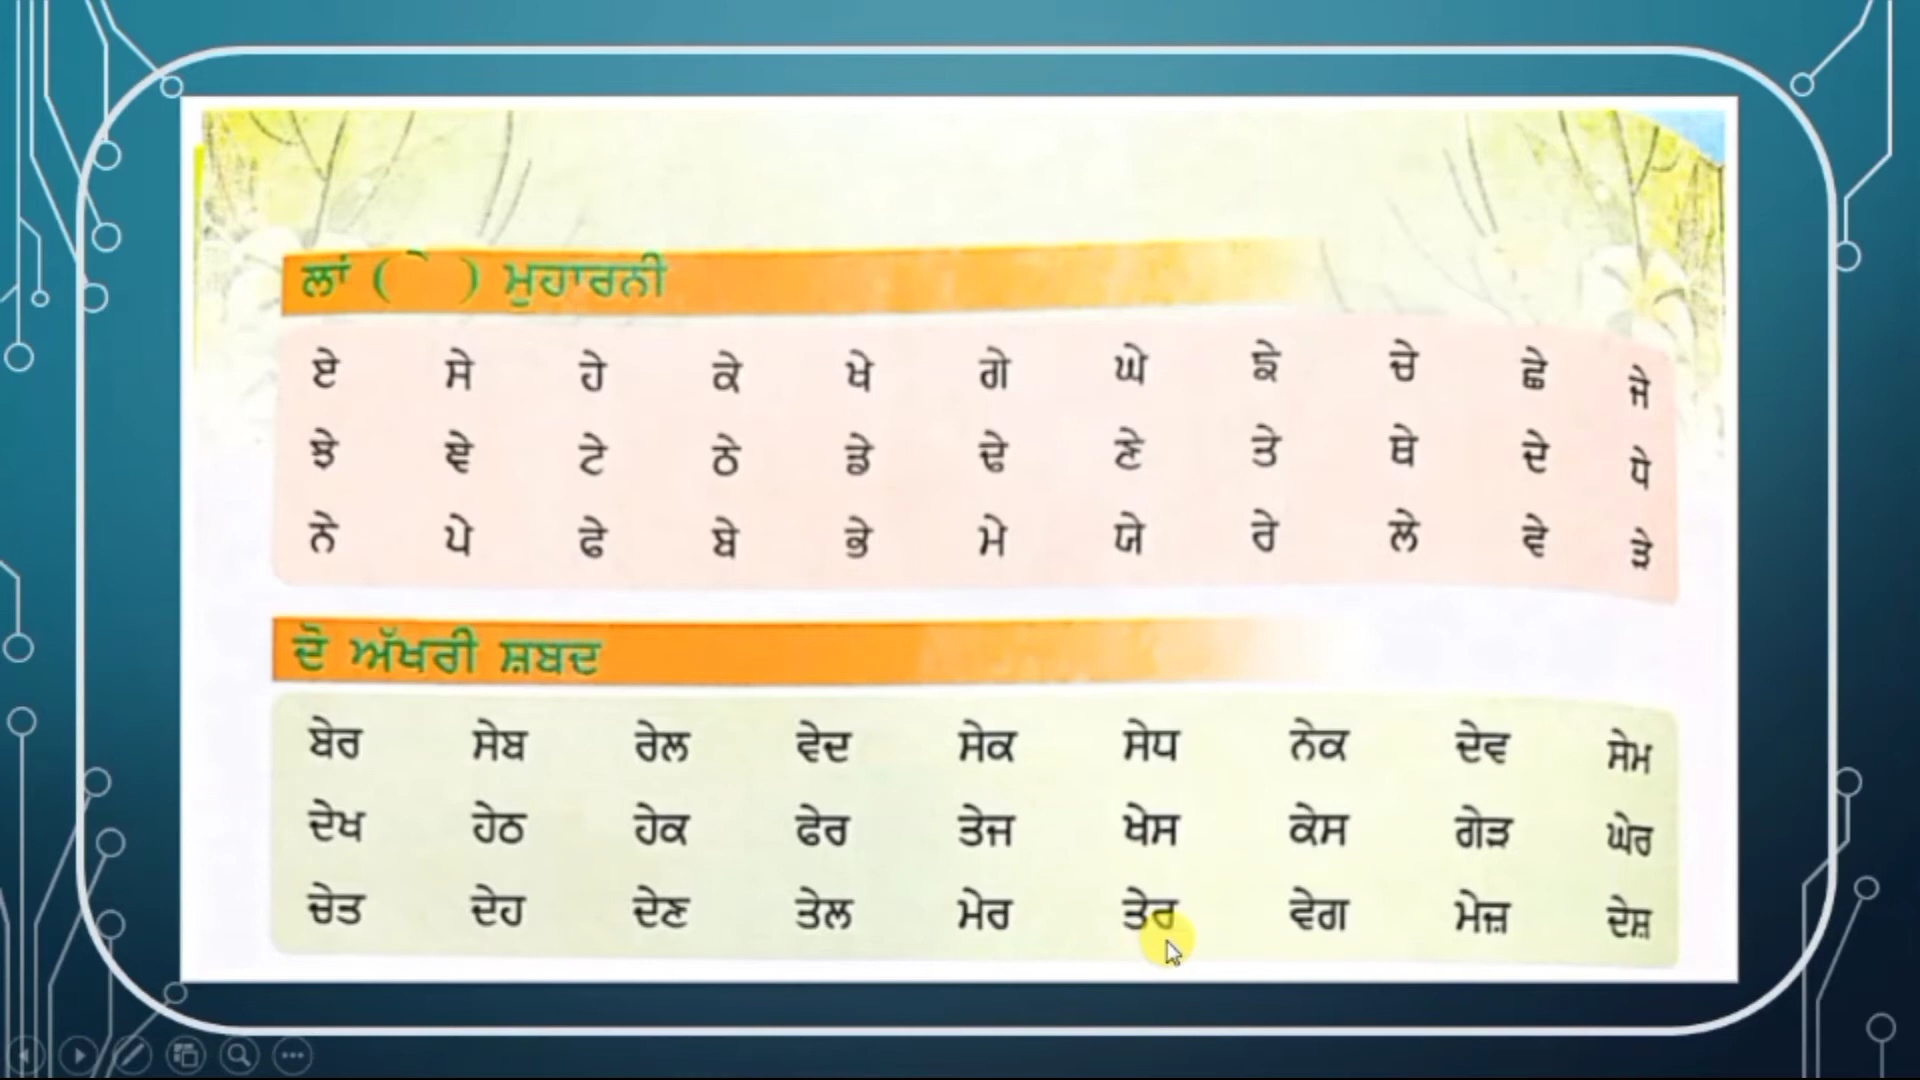 ਲਾਂ ( ੇ ) ਮੁਹਾਰਨੀ
ਏ ਸੇ ਹੇ ਕੇ ਖੇ ਗੇ ਘੇ ਙੇ ਚੇ ਛੇ ਜੇ
ਝੇ ਞੇ ਟੇ ਠੇ ਡੇ ਢੇ ਣੇ ਤੇ ਥੇ ਦੇ ਧੇ
ਨੇ ਪੇ ਫੇ ਬੇ ਭੇ ਮੇ ਯੇ ਰੇ ਲੇ ਵੇ ੜੇ
ਦੋ ਅੱਖਰੀ ਸ਼ਬਦ
ਬੇਰ ਸੇਬ ਰੇਲ ਵੇਦ ਸੇਕ ਸੇਧ ਨੇਕ ਦੇਵ ਸੇਮ
ਦੇਖ ਹੇਠ ਹੇਕ ਫੇਰ ਤੇਜ ਖੇਸ ਕੇਸ ਗੇੜ ਘੇਰ
ਚੇਤ ਦੇਹ ਦੇਣ ਤੇਲ ਮੇਰ ਤੇਰ ਵੇਗ ਮੇਜ਼ ਦੇਸ਼